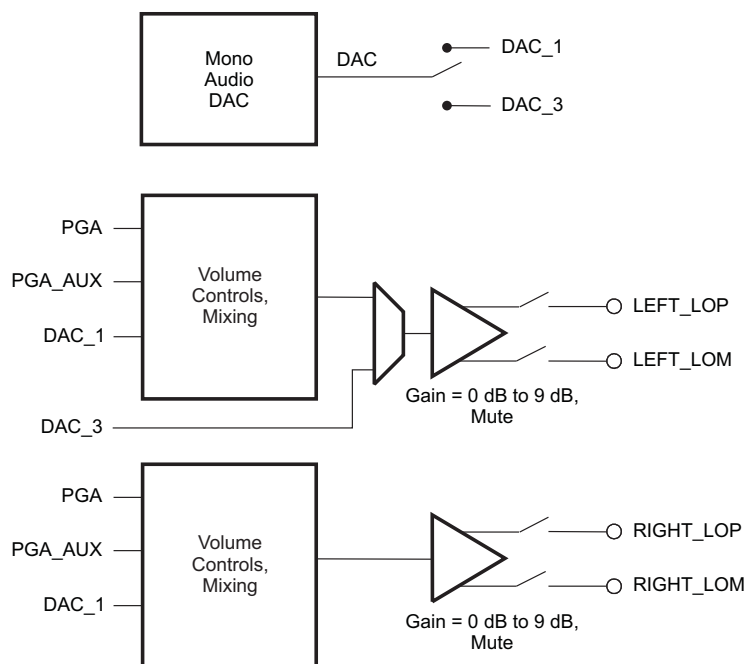 Mono
Audio
DAC
DAC
DAC_1
DAC_3
PGA
PGA_AUX
DAC_1
Volume
Controls,
Mixing
LEFT_LOP
LEFT_LOM
Gain = 0 dB to 9 dB,
Mute
DAC_3
PGA
PGA_AUX
DAC_1
Volume
Controls,
Mixing
RIGHT_LOP
RIGHT_LOM
Gain = 0 dB to 9 dB,
Mute